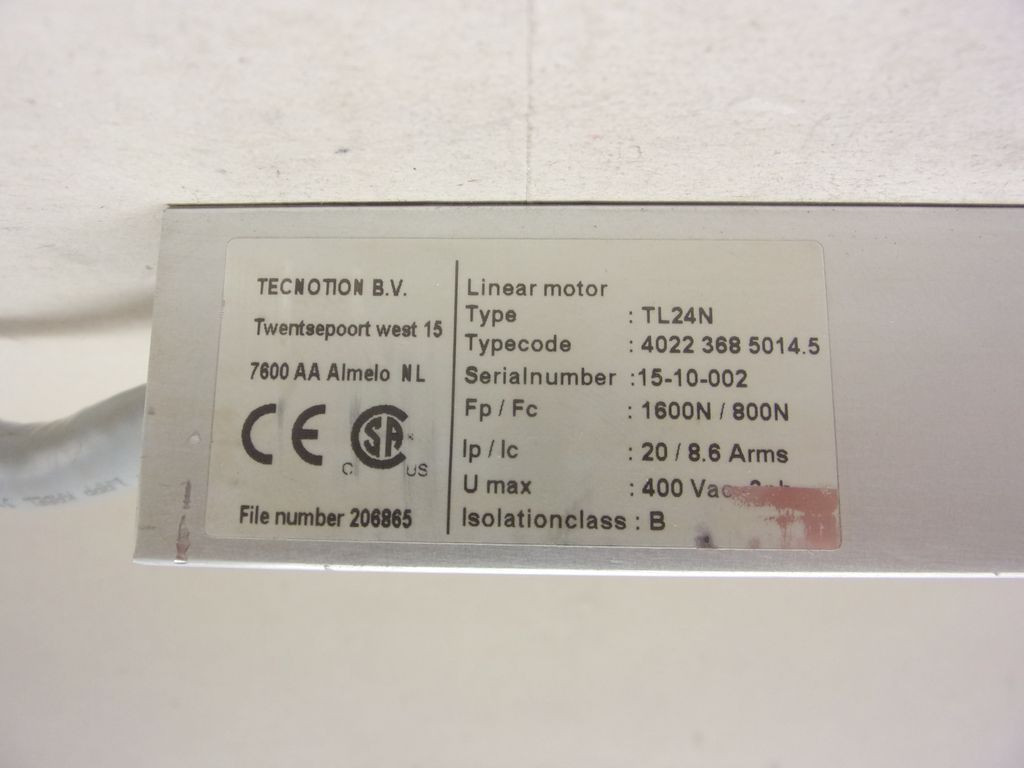 TECNOTION B.V.
Twentsepoort west 15
7600 AA Almelo NL
CE
C SA US
File number 206865
Linear motor
Type : TL24N
Typecode : 4022 368 5014.5
Serialnumber :15-10-002
Fp / Fc : 1600N / 800N
Ip / Ic : 20 / 8.6 Arms
U max : 400 Vac
Isolationclass : B